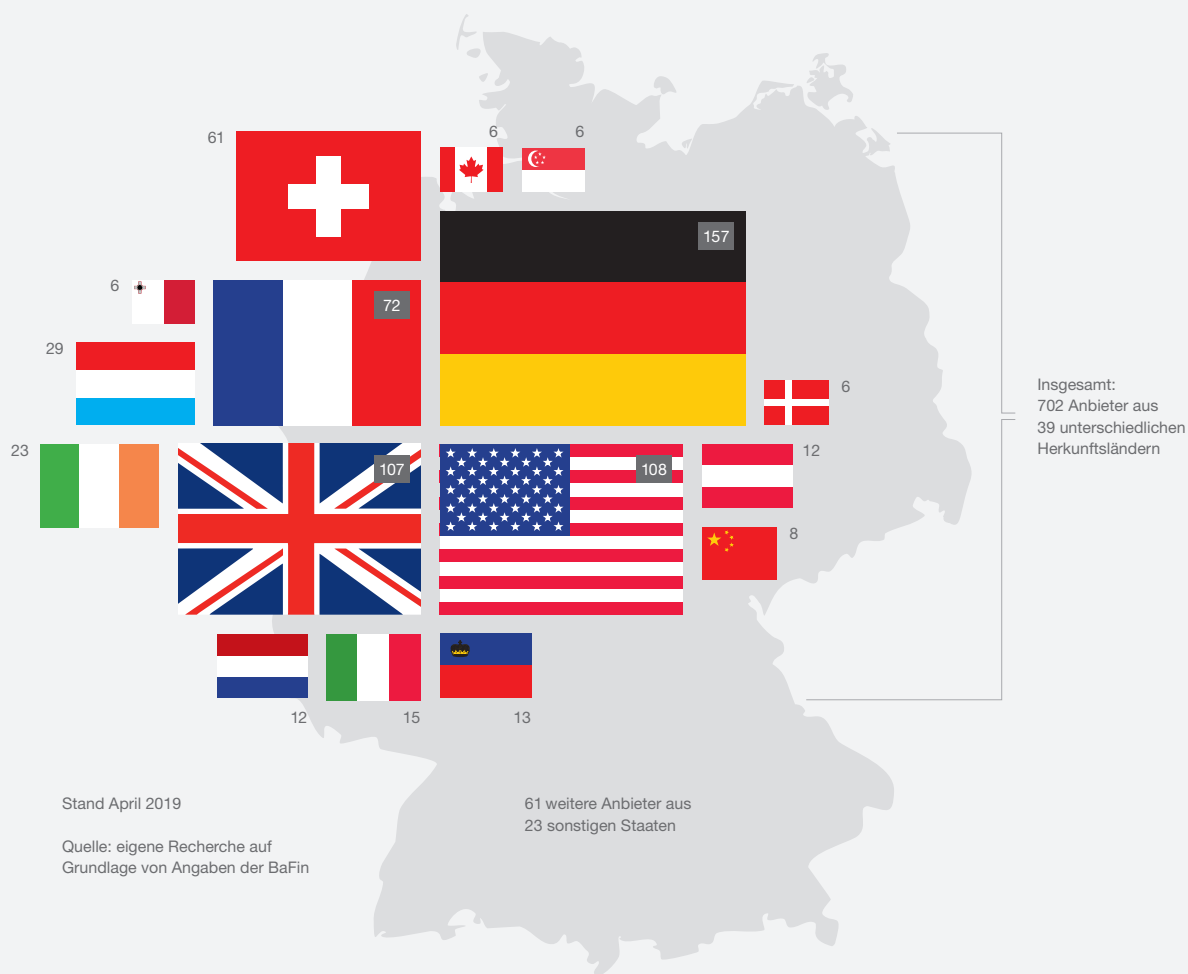 61
6
6
157
6
72
29
6
23
107
108
12
8
12
15
13
Insgesamt:
702 Anbieter aus
39 unterschiedlichen
Herkunftsländern
Stand April 2019
Quelle: eigene Recherche auf
Grundlage von Angaben der BaFin
61 weitere Anbieter aus
23 sonstigen Staaten